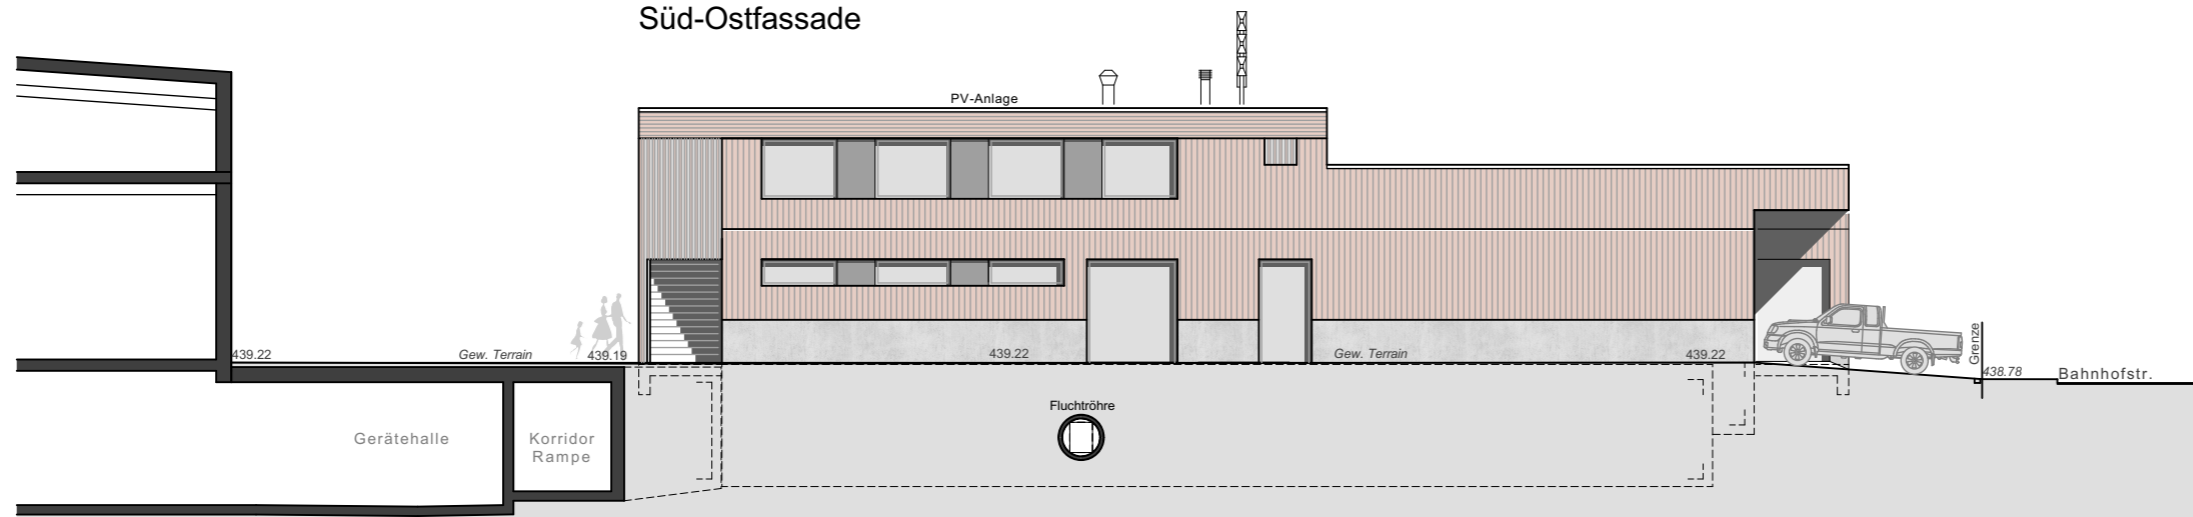 Süd-Ostfassade
PV-Anlage
439.22
Gew. Terrain
439.19
439.22
Gew. Terrain
439.22
Grenze
438.78
Bahnhofstr.
Fluchtröhre
Gerätehalle
Korridor
Rampe